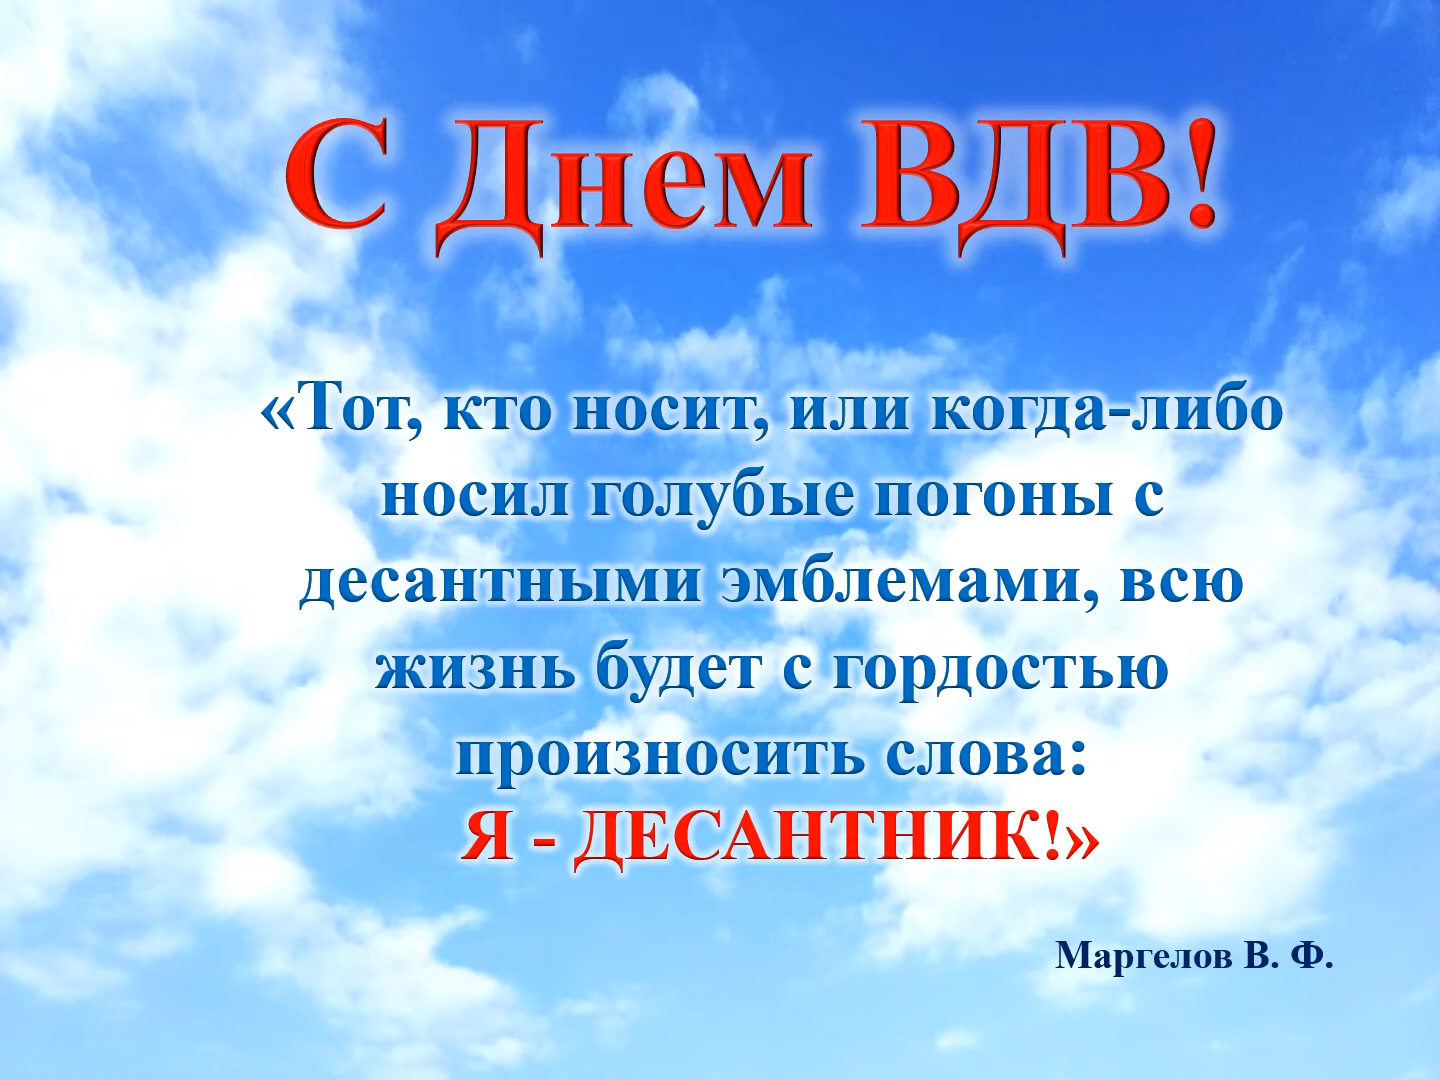 С Днем ВДВ!
«Тот, кто носит, или когда-либо
носил голубые погоны с
десантными эмблемами, всю
жизнь будет с гордостью
произносить слова:
Я - ДЕСАНТНИК!»
Маргелов В. Ф.